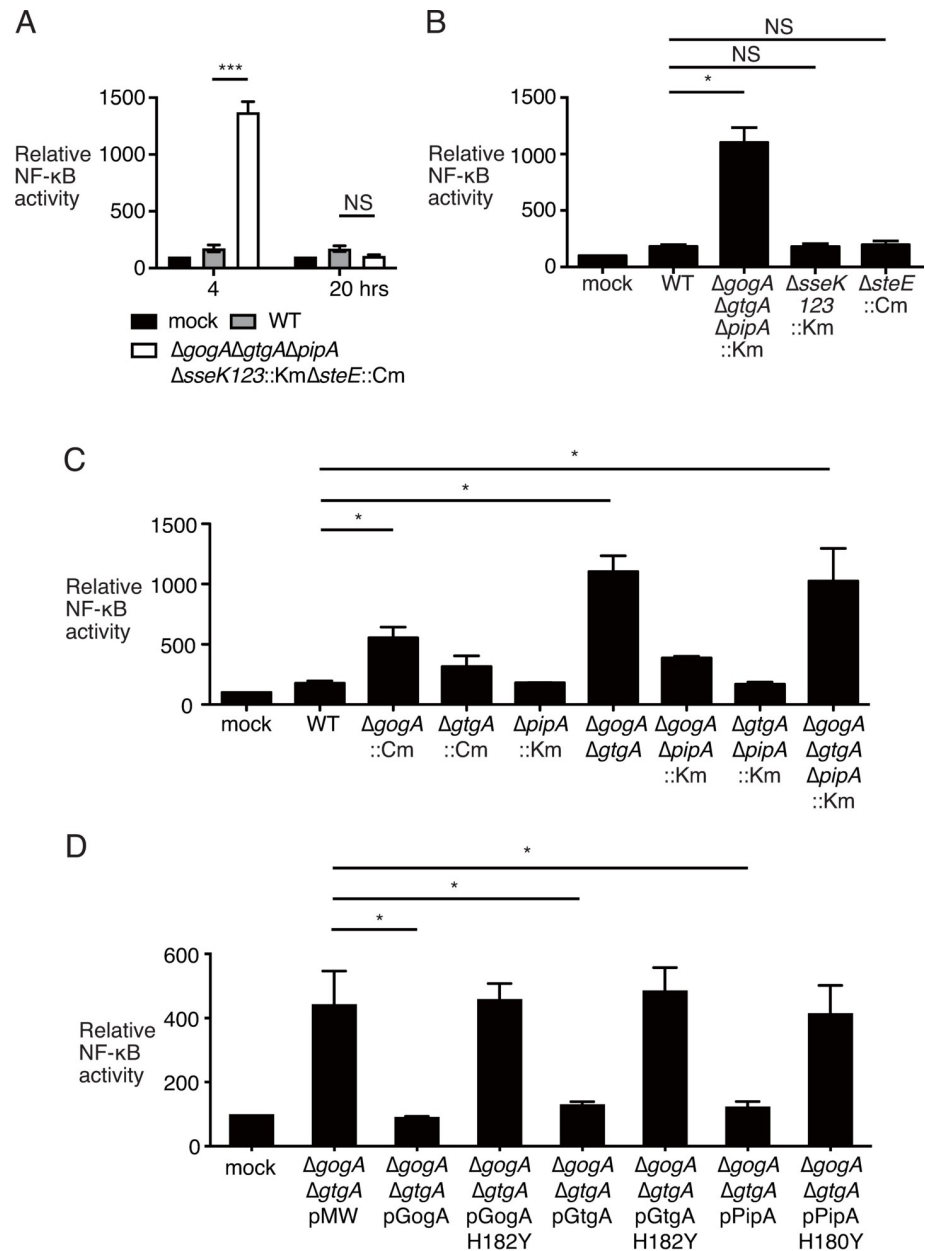 A
***
1500
Relative
NF-κB
activity
1000
500
0
NS
4
20 hrs
mock
WT
ΔgogAΔgtgAΔpipA
ΔsseK123::KmΔsteE::Cm
B
NS
NS
*
1500
Relative
NF-κB
activity
1000
500
0
mock
WT
ΔgogA
ΔgtgA
ΔpipA
::Km
ΔsseK
123
::Km
ΔsteE
::Cm
C
*
*
*
1500
Relative
NF-κB
activity
1000
500
0
mock
WT
ΔgogA
::Cm
ΔgtgA
::Cm
ΔpipA
::Km
ΔgogA
ΔgtgA
ΔgogA
ΔpipA
::Km
ΔgtgA
ΔpipA
::Km
ΔgogA
ΔgtgA
ΔpipA
::Km
D
*
*
*
600
Relative
NF-κB
activity
400
200
0
mock
ΔgogA
ΔgtgA
pMW
ΔgogA
ΔgtgA
pGogA
ΔgogA
ΔgtgA
pGogA
H182Y
ΔgogA
ΔgtgA
pGtgA
ΔgogA
ΔgtgA
pGtgA
H182Y
ΔgogA
ΔgtgA
pPipA
ΔgogA
ΔgtgA
pPipA
H180Y